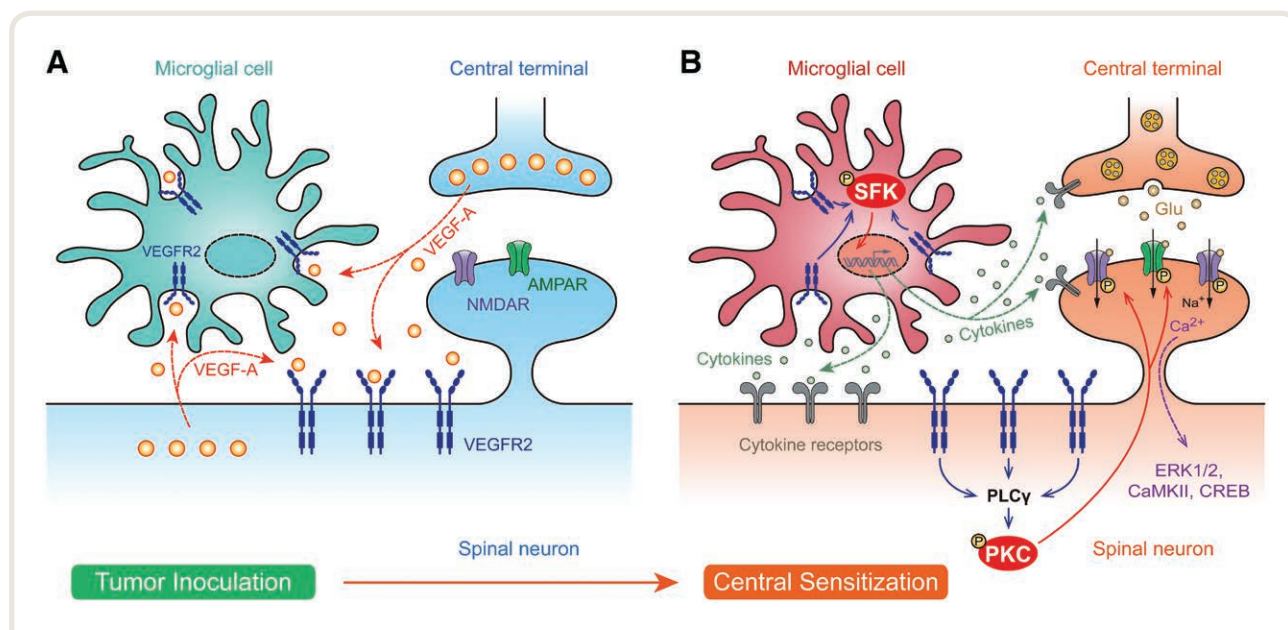 A
Microglial cell
Central terminal
VEGFR2
VEGF-A
NMDAR
AMPAR
VEGF-A
VEGFR2
Spinal neuron
Tumor Inoculation
B
Microglial cell
Central terminal
P
SFK
Glu
P
P
P
Na⁺
Ca²⁺
Cytokines
Cytokines
Cytokine receptors
ERK1/2,
CaMKII, CREB
PLCγ
P
PKC
Spinal neuron
Central Sensitization